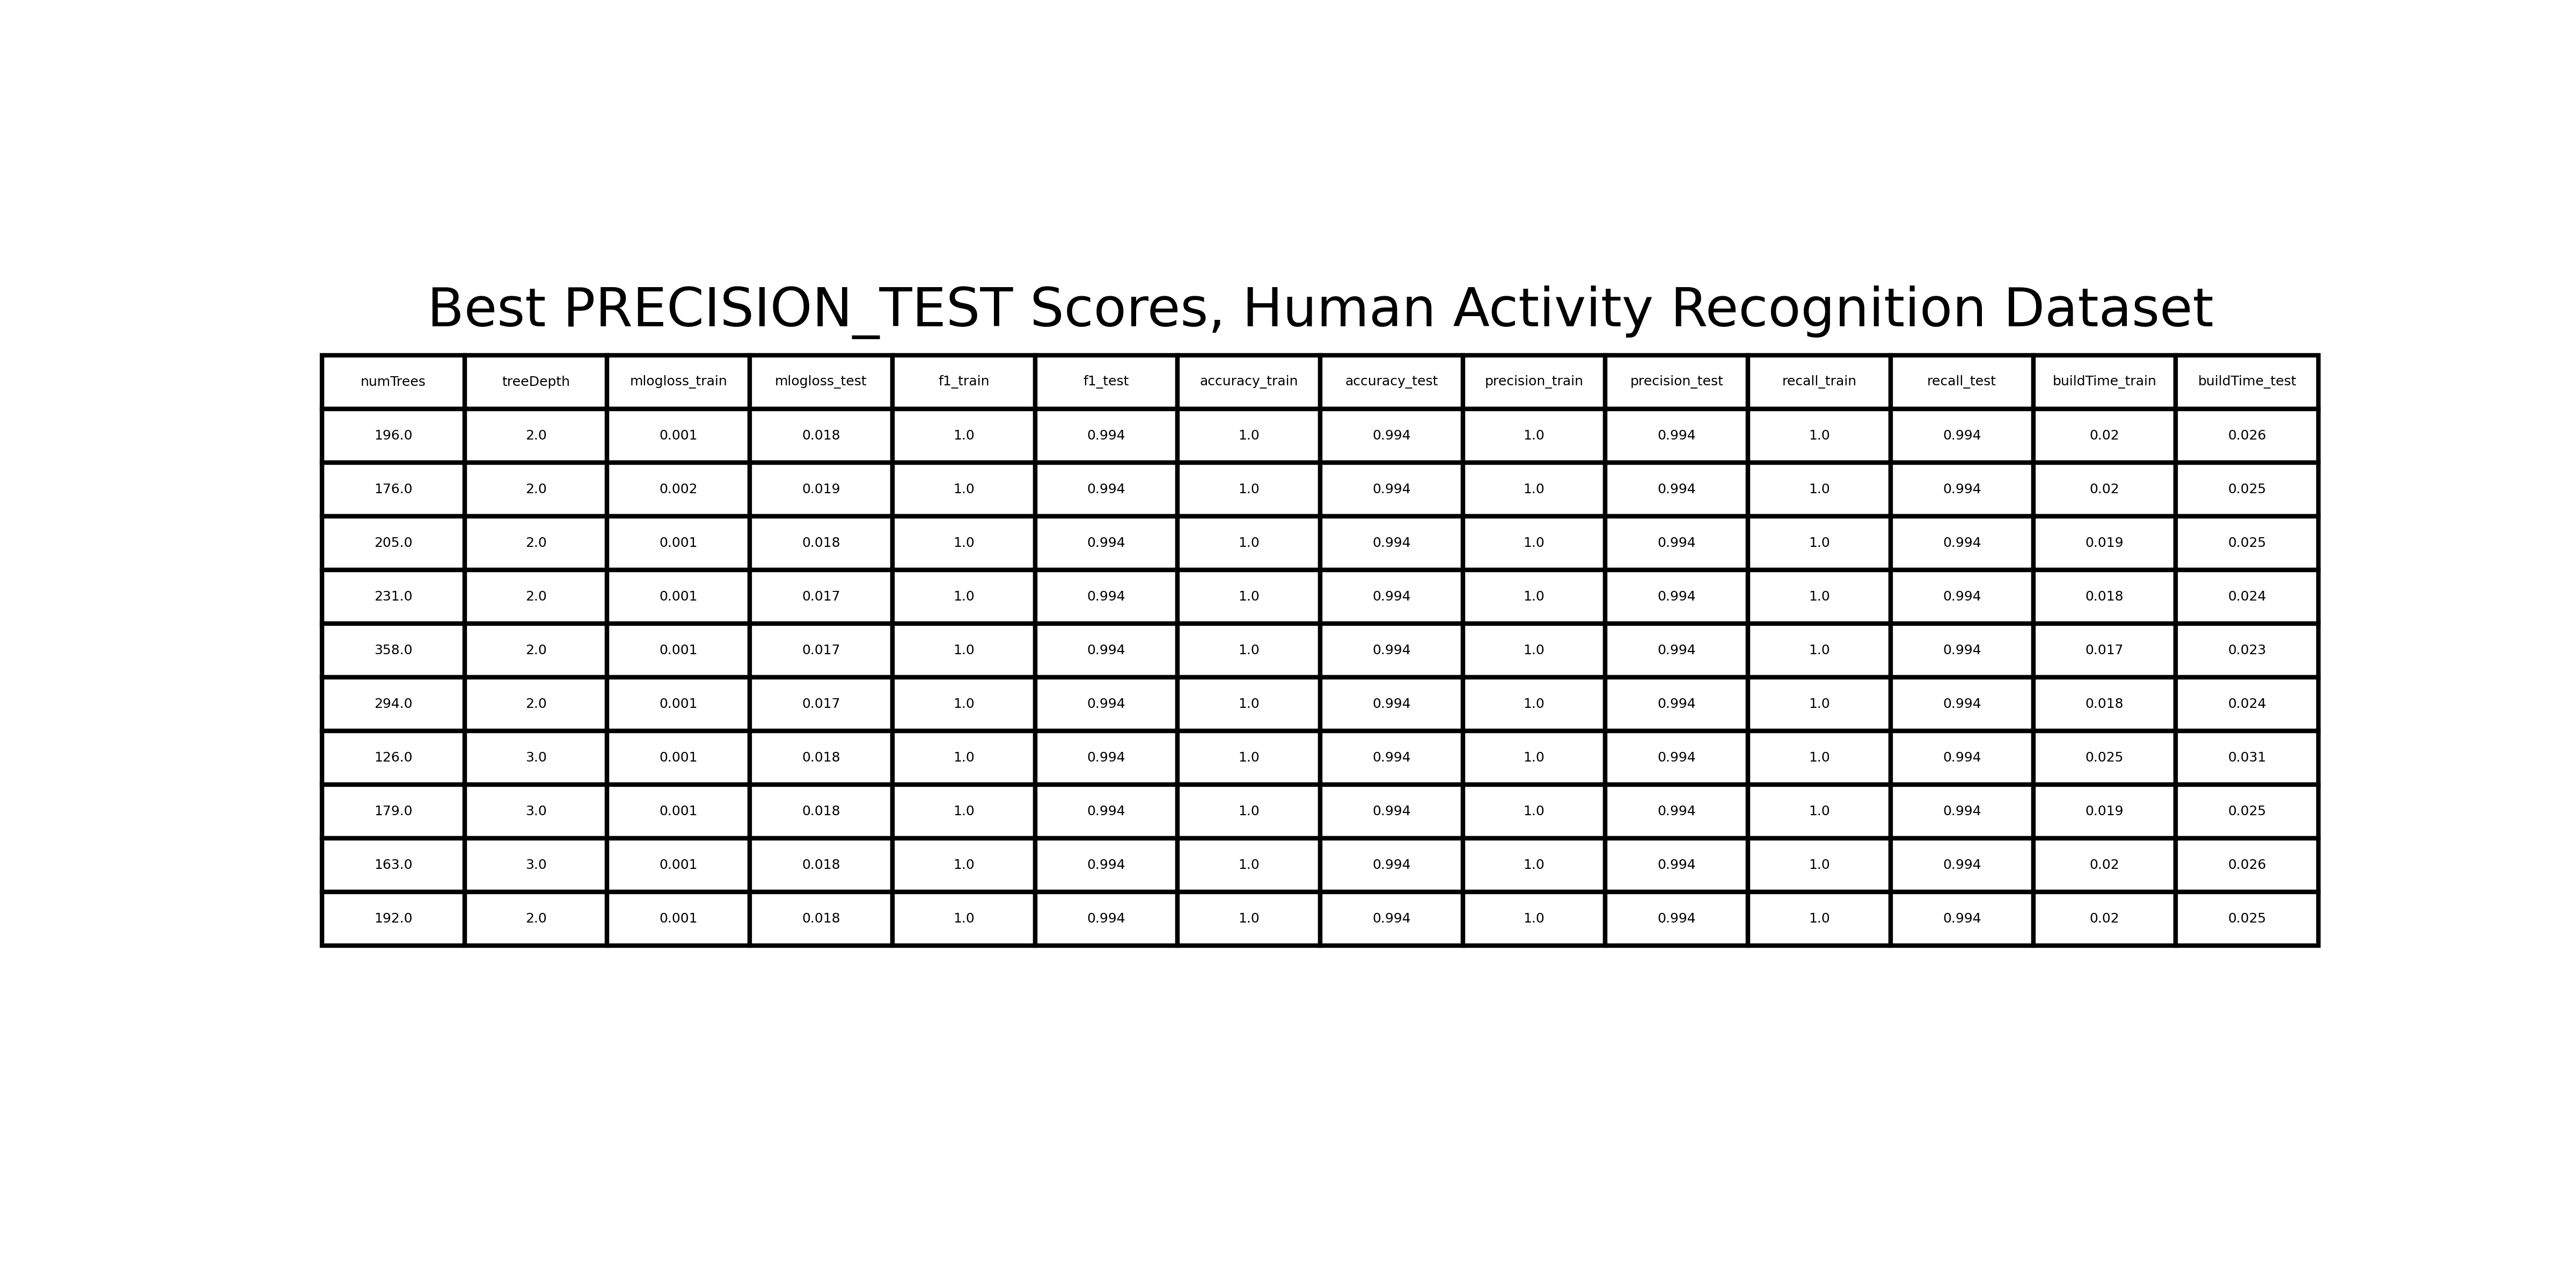 Best PRECISION_TEST Scores, Human Activity Recognition Dataset
numTrees treeDepth mlogloss_train mlogloss_test f1_train f1_test accuracy_train accuracy_test precision_train precision_test recall_train recall_test buildTime_train buildTime_test
196.0 2.0 0.001 0.018 1.0 0.994 1.0 0.994 1.0 0.994 1.0 0.994 0.02 0.026
176.0 2.0 0.002 0.019 1.0 0.994 1.0 0.994 1.0 0.994 1.0 0.994 0.02 0.025
205.0 2.0 0.001 0.018 1.0 0.994 1.0 0.994 1.0 0.994 1.0 0.994 0.019 0.025
231.0 2.0 0.001 0.017 1.0 0.994 1.0 0.994 1.0 0.994 1.0 0.994 0.018 0.024
358.0 2.0 0.001 0.017 1.0 0.994 1.0 0.994 1.0 0.994 1.0 0.994 0.017 0.023
294.0 2.0 0.001 0.017 1.0 0.994 1.0 0.994 1.0 0.994 1.0 0.994 0.018 0.024
126.0 3.0 0.001 0.018 1.0 0.994 1.0 0.994 1.0 0.994 1.0 0.994 0.025 0.031
179.0 3.0 0.001 0.018 1.0 0.994 1.0 0.994 1.0 0.994 1.0 0.994 0.019 0.025
163.0 3.0 0.001 0.018 1.0 0.994 1.0 0.994 1.0 0.994 1.0 0.994 0.02 0.026
192.0 2.0 0.001 0.018 1.0 0.994 1.0 0.994 1.0 0.994 1.0 0.994 0.02 0.025